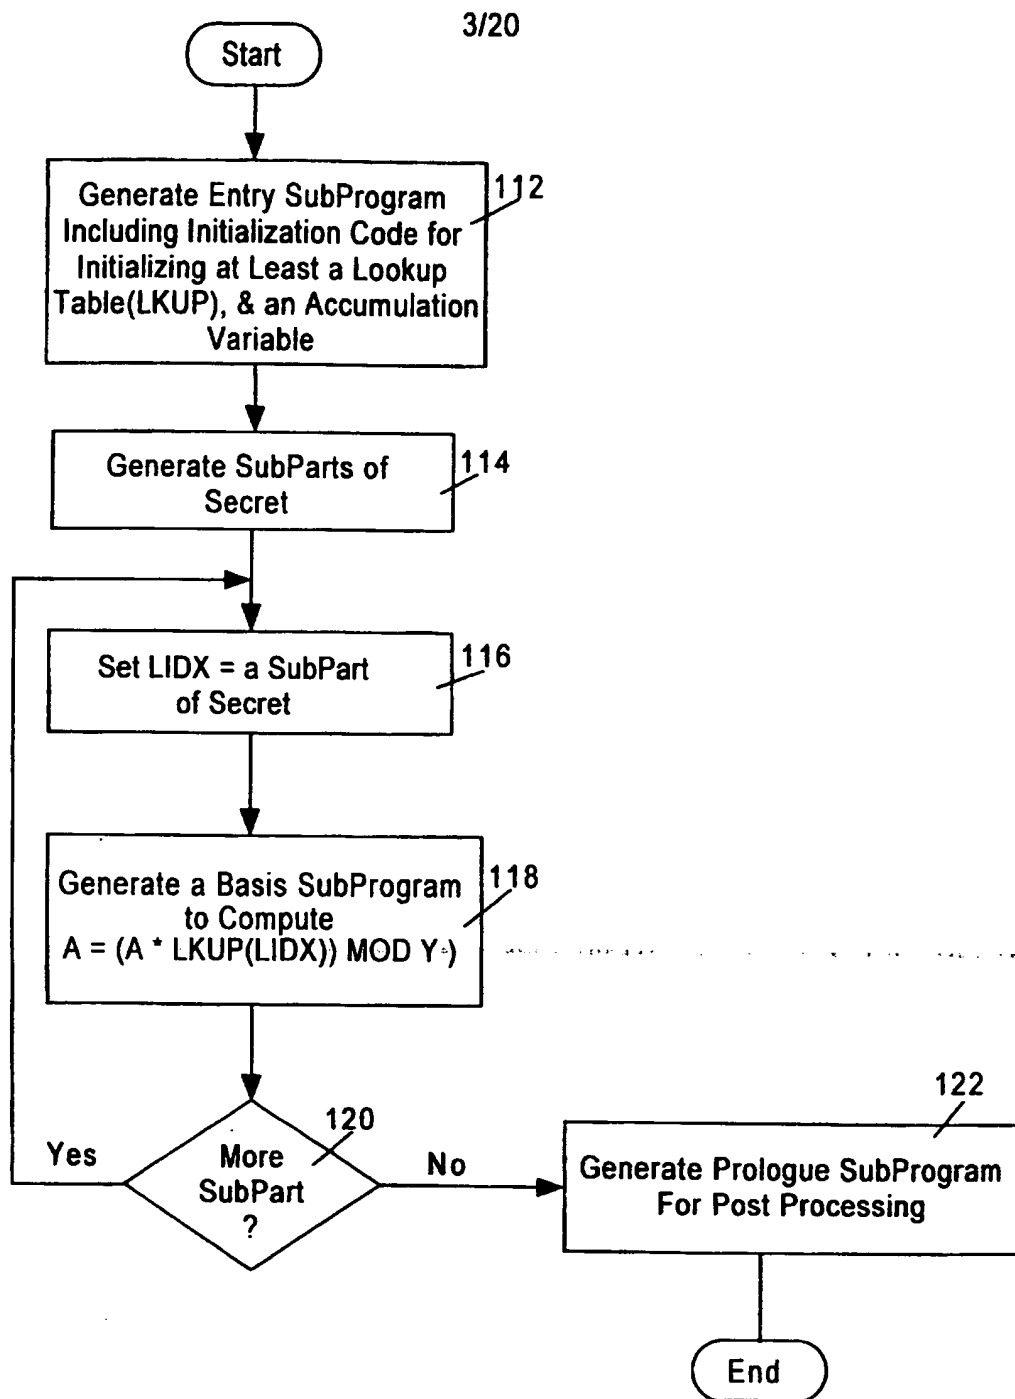 3/20
Start
Generate Entry SubProgram
Including Initialization Code for
Initializing at Least a Lookup
Table(LKUP), & an Accumulation
Variable
112
Generate SubParts of
Secret
114
Set LIDX = a SubPart
of Secret
116
Generate a Basis SubProgram
to Compute
A = (A * LKUP(LIDX)) MOD Y )
118
More
SubPart
?
120
Yes
No
122
Generate Prologue SubProgram
For Post Processing
End